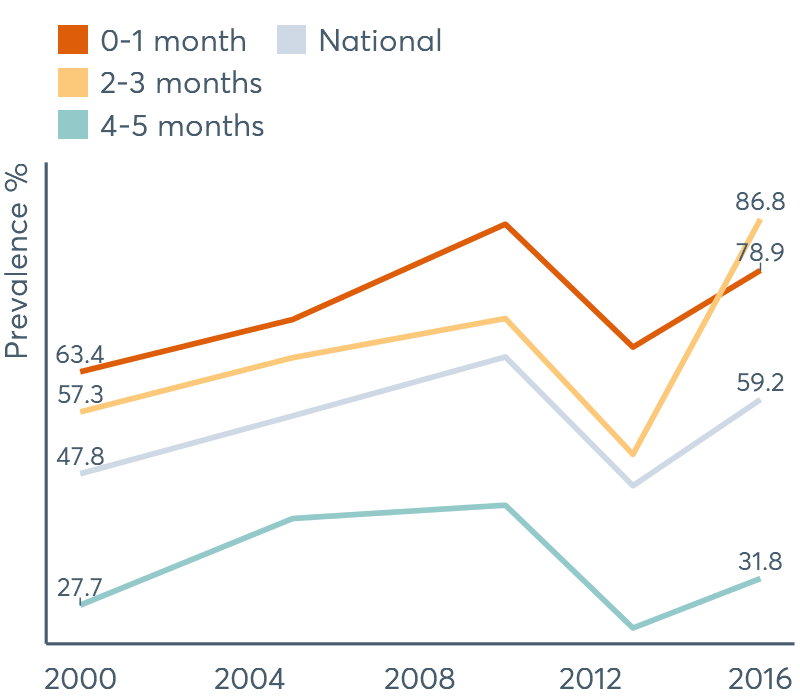 0-1 month
National
2-3 months
4-5 months
Prevalence %
86.8
78.9
63.4
57.3
59.2
47.8
31.8
27.7
2000 2004 2008 2012 2016